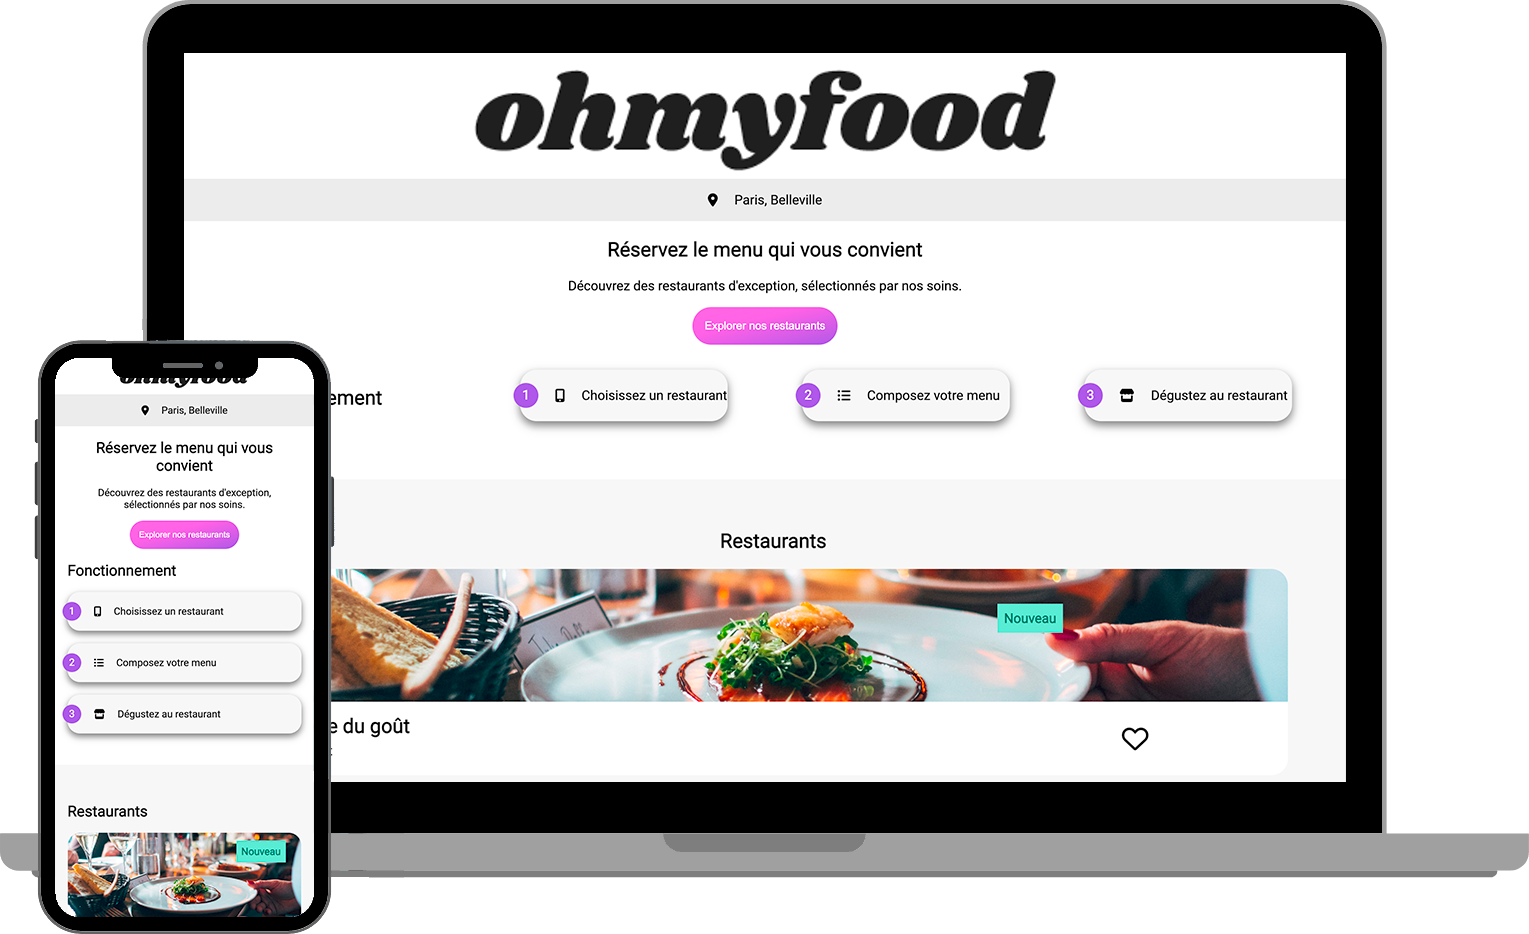 ohmyfood
Paris, Belleville
Réservez le menu qui vous convient
Découvrez des restaurants d'exception, sélectionnés par nos soins.
Explorer nos restaurants
ement
1 Choisissez un restaurant
2 Composez votre menu
3 Dégustez au restaurant
Restaurants
Nouveau
e du goût
ohmyfood
Paris, Belleville
Réservez le menu qui vous
convient
Découvrez des restaurants d'exception,
sélectionnés par nos soins.
Explorer nos restaurants
Fonctionnement
1 Choisissez un restaurant
2 Composez votre menu
3 Dégustez au restaurant
Restaurants
Nouveau